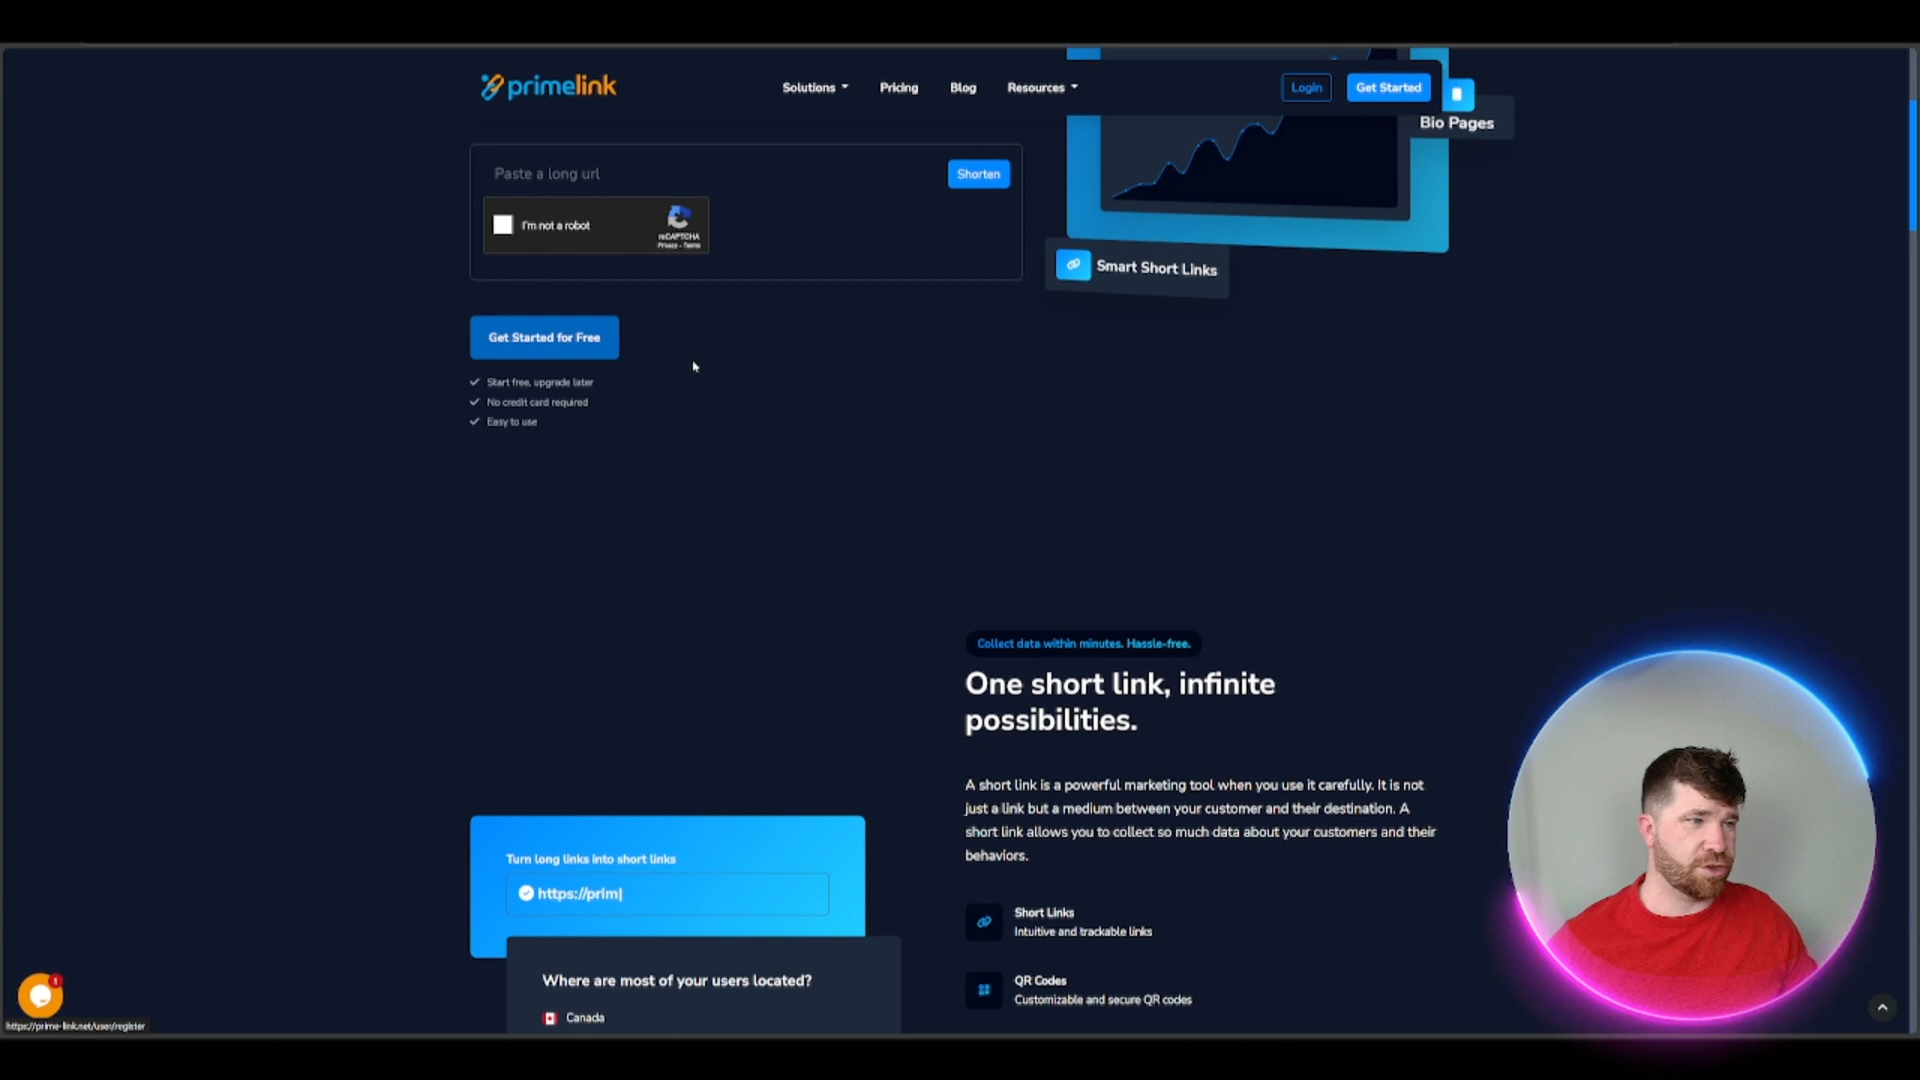 primelink
Solutions
Pricing
Blog
Resources
Login
Get Started
Bio Pages
Paste a long url
Shorten
I'm not a robot
reCAPTCHA
Privacy - Terms
Smart Short Links
Get Started for Free
Start free, upgrade later
No credit card required
Easy to use
Collect data within minutes. Hassle-free.
One short link, infinite
possibilities.
A short link is a powerful marketing tool when you use it carefully. It is not
just a link but a medium between your customer and their destination. A
short link allows you to collect so much data about your customers and their
behaviors.
Turn long links into short links
https://prim|
Short Links
Intuitive and trackable links
Where are most of your users located?
QR Codes
Customizable and secure QR codes
Canada
1
https://prime-link.net/user/register